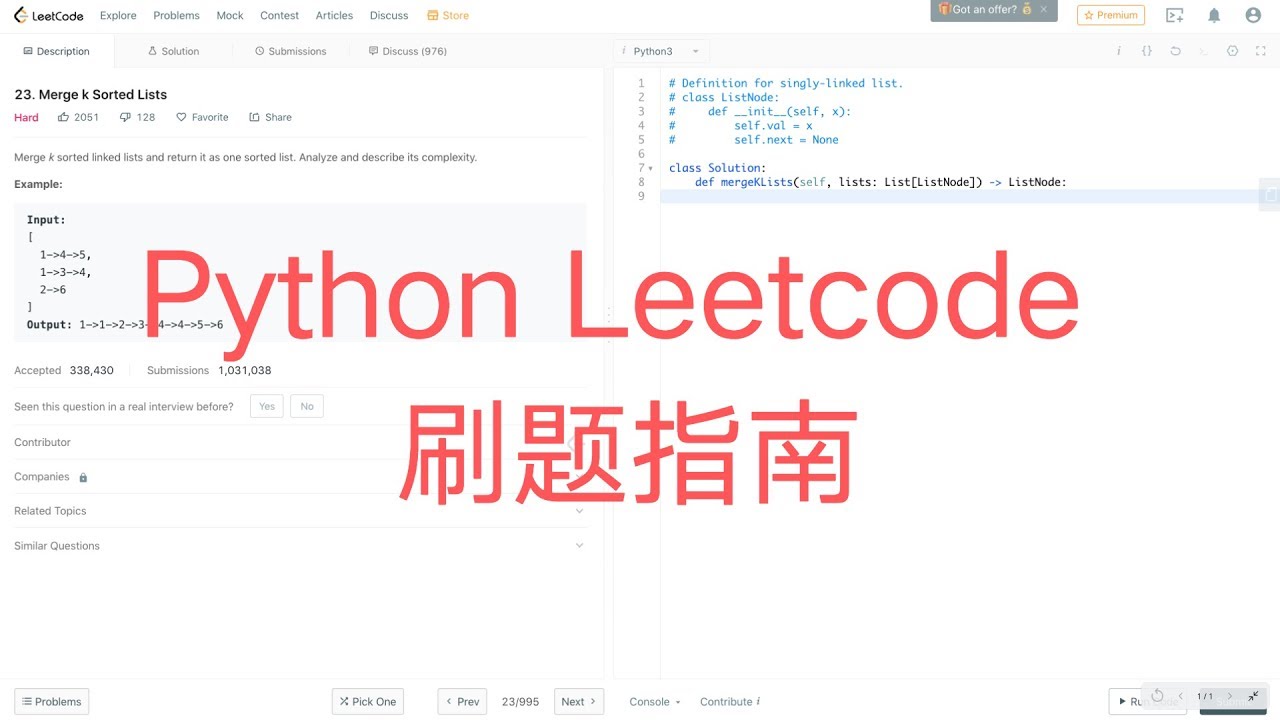 LeetCode Explore Problems Mock Contest Articles Discuss Store Got an offer? × Premium
Description Solution Submissions Discuss (976) i Python3
23. Merge k Sorted Lists
Hard 2051 128 Favorite Share
Merge k sorted linked lists and return it as one sorted list. Analyze and describe its complexity.
Example:
Input:
[
1->4->5,
1->3->4,
2->6
]
Output: 1->1->2->3->4->4->5->6
Accepted 338,430 Submissions 1,031,038
Seen this question in a real interview before? Yes No
Contributor
Companies
Related Topics
Similar Questions
Problems Pick One < Prev 23/995 Next >
1 # Definition for singly-linked list.
2 # class ListNode:
3 #     def __init__(self, x):
4 #         self.val = x
5 #         self.next = None
6
7 class Solution:
8     def mergeKLists(self, lists: List[ListNode]) -> ListNode:
9
Console Contribute i Run 1 / 1
Python Leetcode
刷题指南